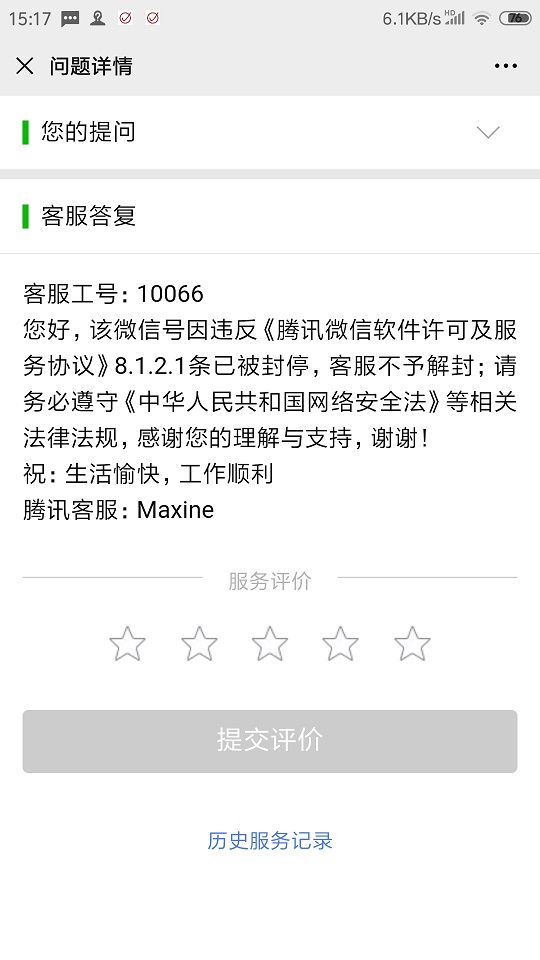 15:17
6.1KB/s
HD
76
问题详情
您的提问
客服答复
客服工号：10066
您好，该微信号因违反《腾讯微信软件许可及服
务协议》8.1.2.1条已被封停，客服不予解封；请
务必遵守《中华人民共和国网络安全法》等相关
法律法规，感谢您的理解与支持，谢谢！
祝：生活愉快，工作顺利
腾讯客服：Maxine
服务评价
提交评价
历史服务记录